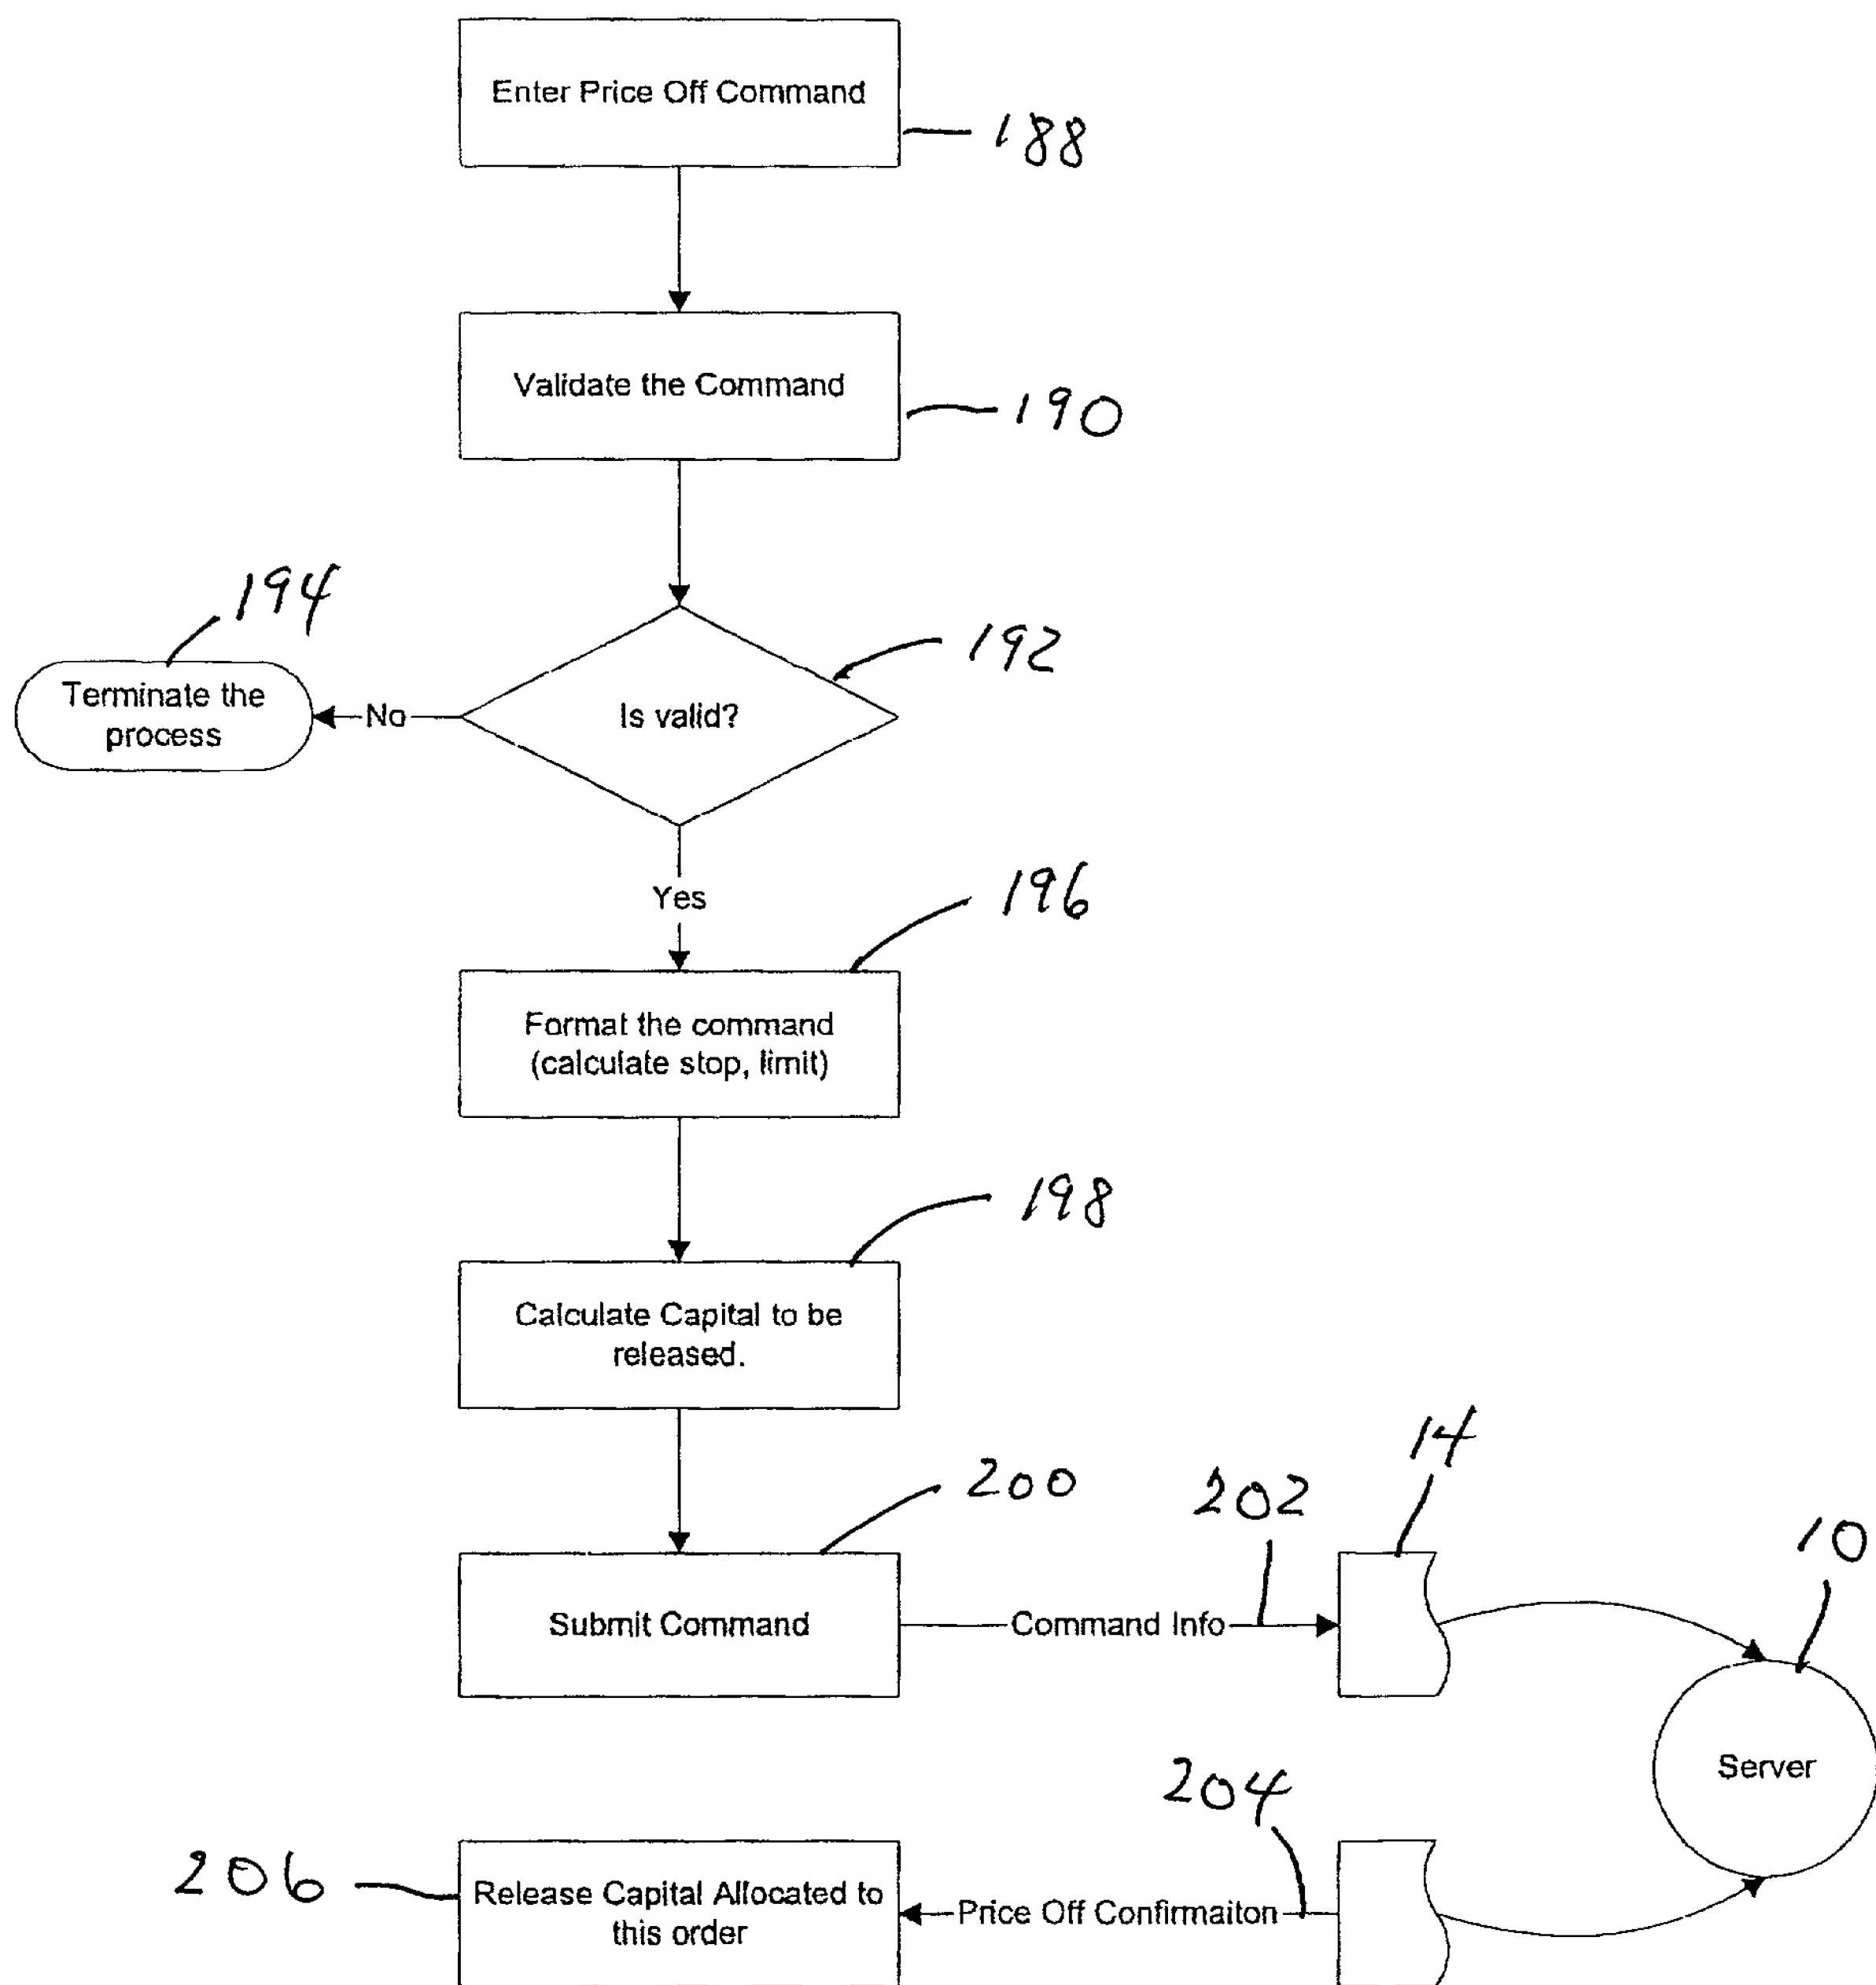 Enter Price Off Command
188
Validate the Command
190
194
192
Terminate the
process
No
Is valid?
Yes
196
Format the command
(calculate stop, limit)
198
Calculate Capital to be
released.
200
202
14
10
Submit Command
Command Info
Server
204
206
Release Capital Allocated to
this order
Price Off Confirmaiton